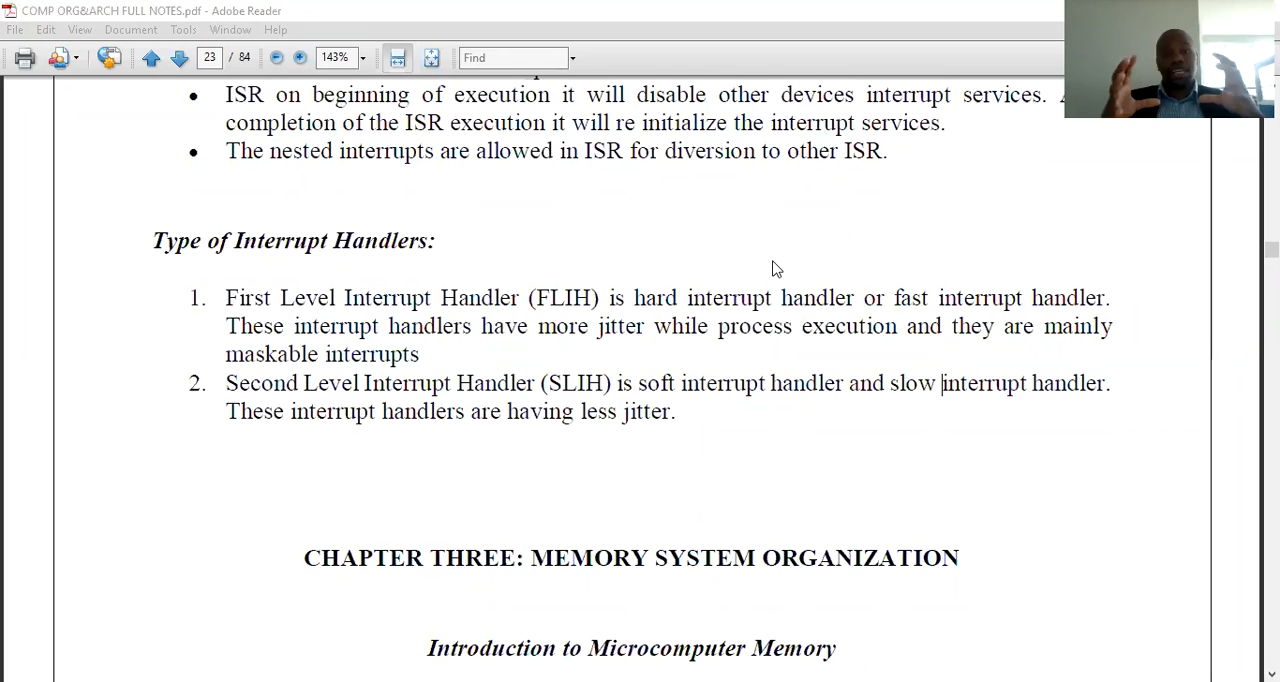 COMP ORG&ARCH FULL NOTES.pdf - Adobe Reader
File Edit View Document Tools Window Help
23 / 84 143% Find
• ISR on beginning of execution it will disable other devices interrupt services.
completion of the ISR execution it will re initialize the interrupt services.
• The nested interrupts are allowed in ISR for diversion to other ISR.
Type of Interrupt Handlers:
1. First Level Interrupt Handler (FLIH) is hard interrupt handler or fast interrupt handler.
These interrupt handlers have more jitter while process execution and they are mainly
maskable interrupts
2. Second Level Interrupt Handler (SLIH) is soft interrupt handler and slow interrupt handler.
These interrupt handlers are having less jitter.
CHAPTER THREE: MEMORY SYSTEM ORGANIZATION
Introduction to Microcomputer Memory